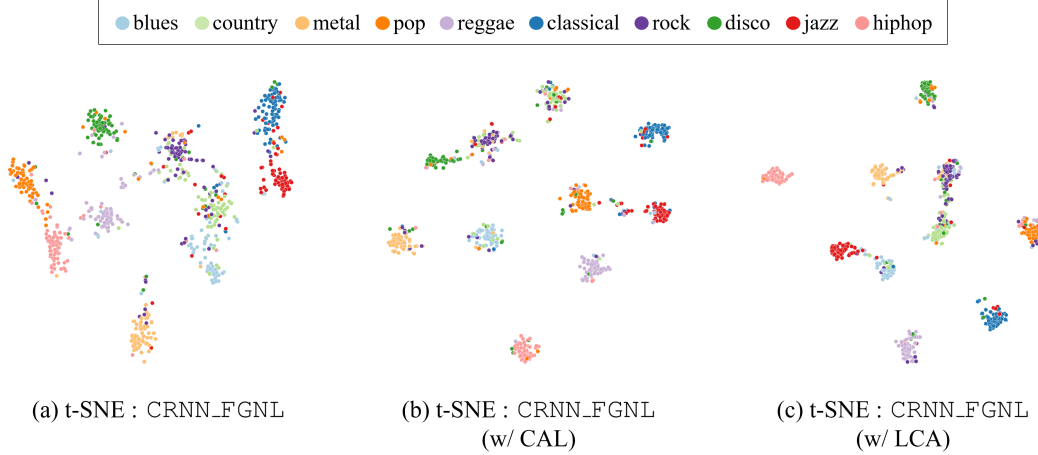 blues country metal pop reggae classical rock disco jazz hiphop
(a) t-SNE : CRNN_FGNL
(b) t-SNE : CRNN_FGNL
(w/ CAL)
(c) t-SNE : CRNN_FGNL
(w/ LCA)